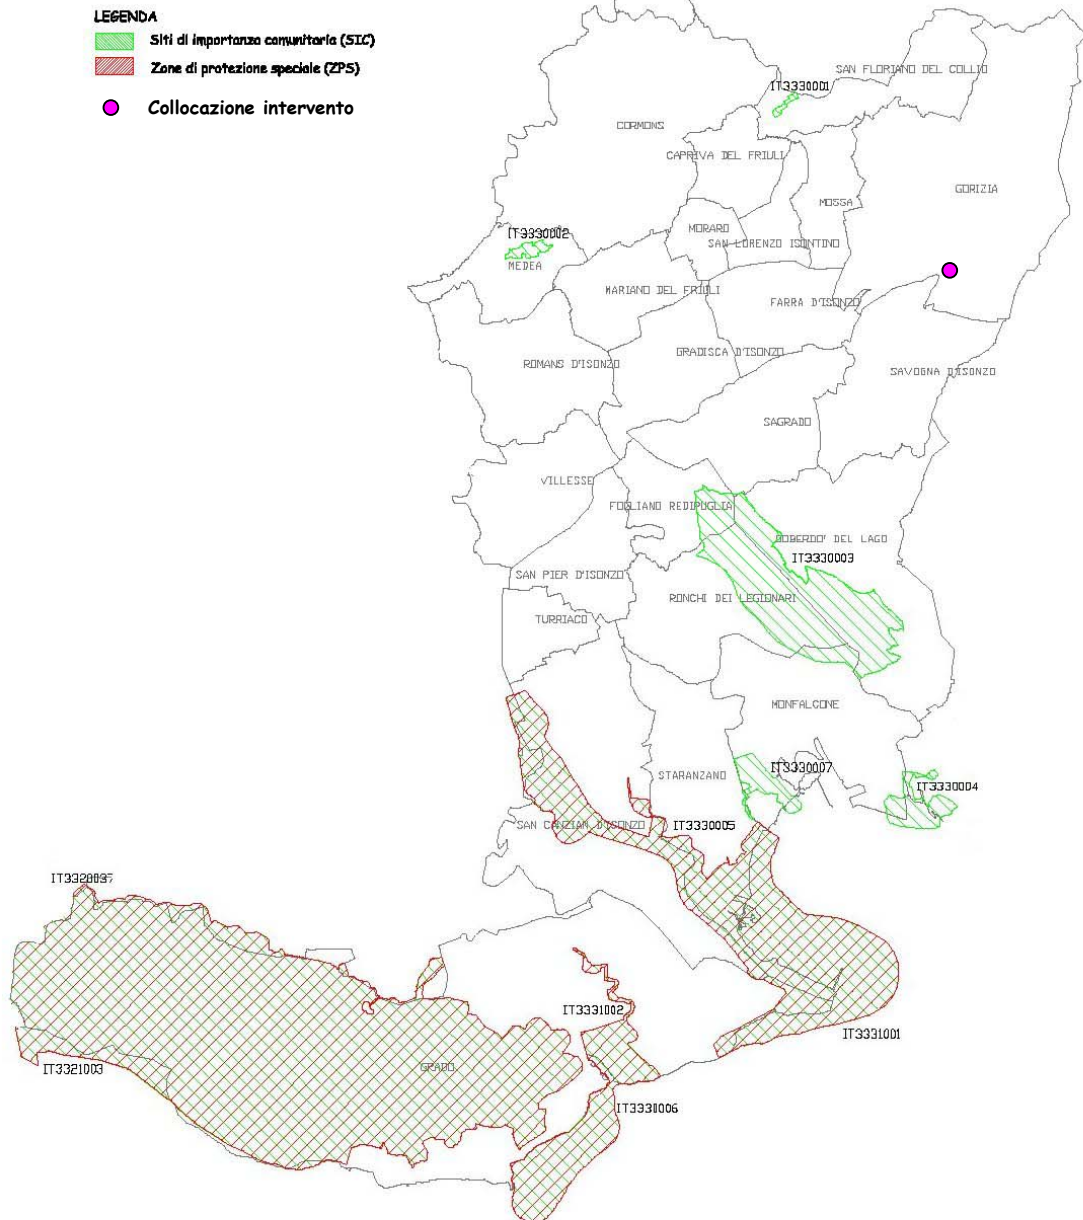 LEGENDA
Siti di importanza comunitaria (SIC)
Zone di protezione speciale (ZPS)
Collocazione intervento
SAN FLORIANO DEL COLLIO
IT3330001
CORMONS
CAPRIVA DEL FRIULI
GORIZIA
MOSSA
MORARO
IT3330002
SAN LORENZO ISONTINO
MEDEA
MARIANO DEL FRIULI
FARRA D'ISONZO
GRADISCA D'ISONZO
ROMANS D'ISONZO
SAVOGNA D'ISONZO
SAGRADO
VILLESSE
FOGLIANO REDIPUGLIA
DOBERDO' DEL LAGO
IT3330003
SAN PIER D'ISONZO
RONCHI DEI LEGIONARI
TURRIACO
MONFALCONE
IT3330007
STARANZANO
IT3330004
SAN CANZIAN D'ISONZO
IT3330005
IT3331002
IT3331001
GRADO
IT3321003
IT3330006